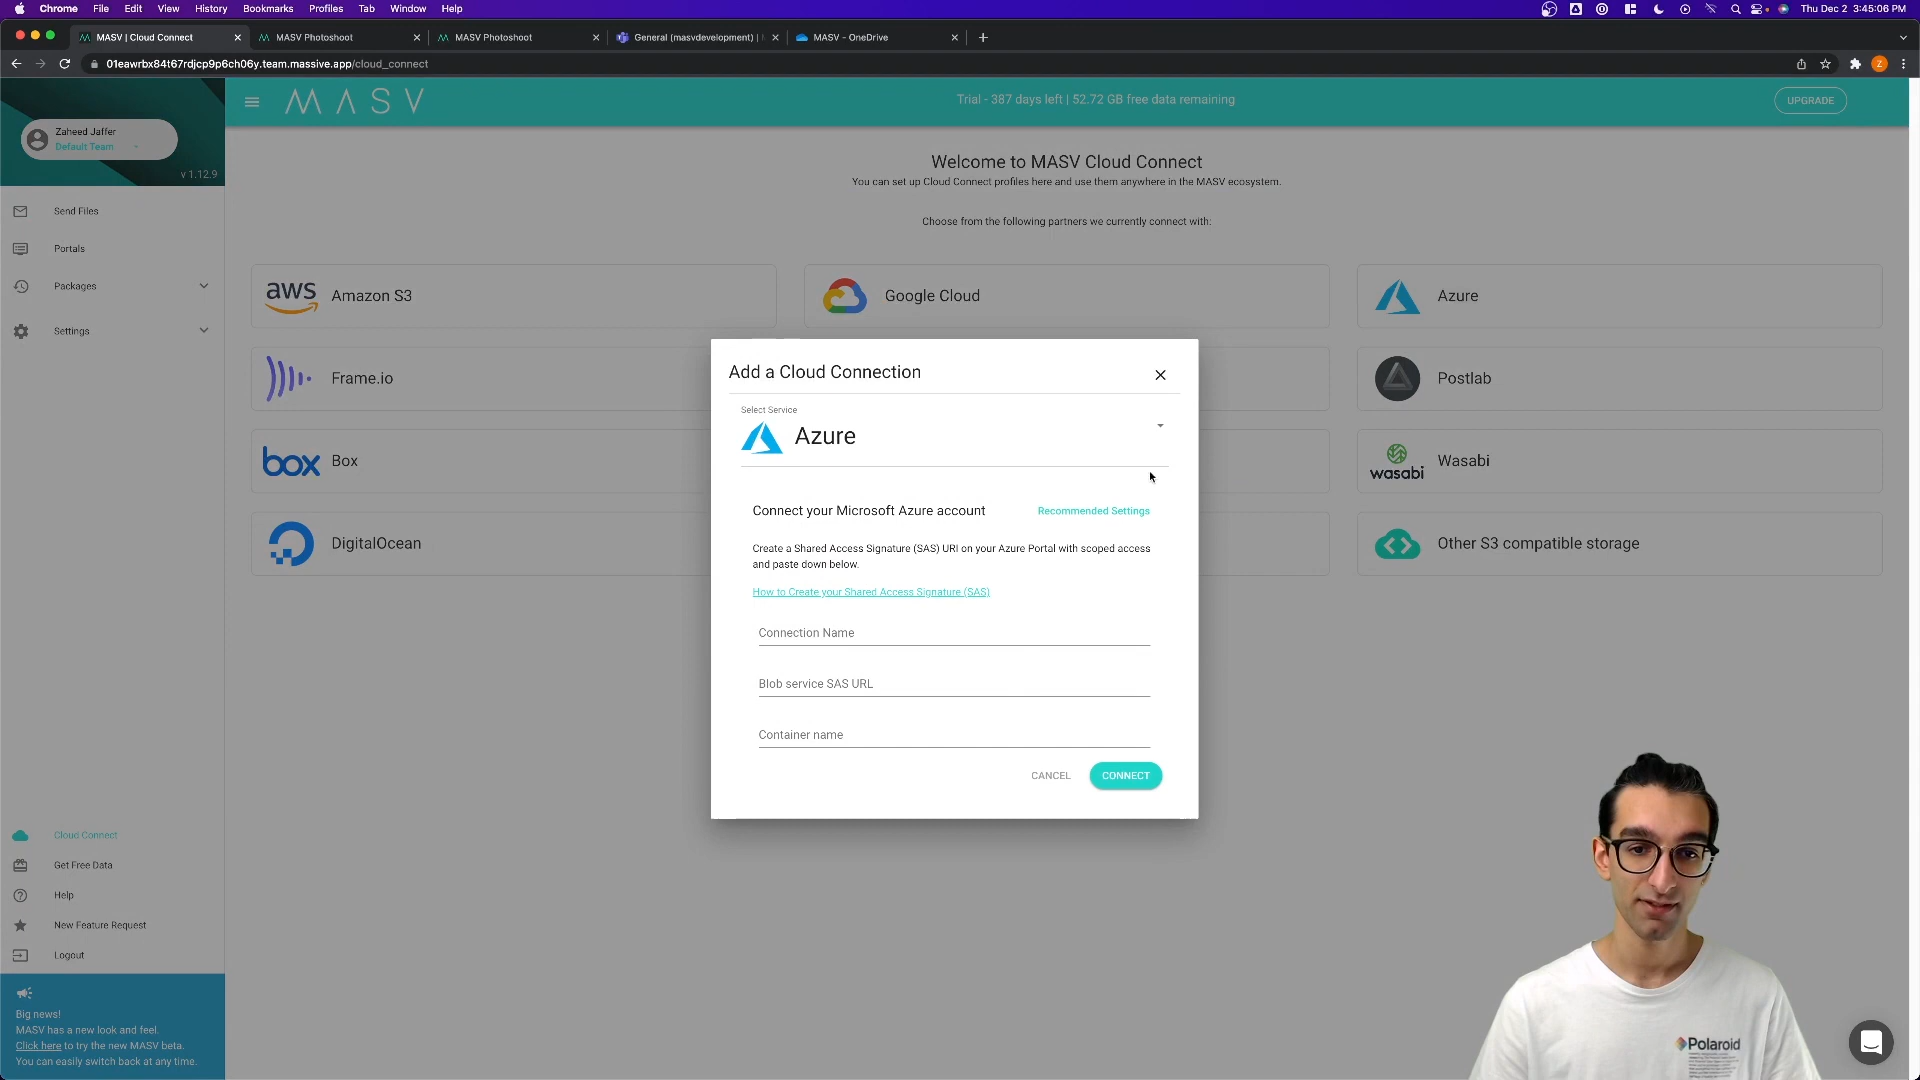 Chrome File Edit View History Bookmarks Profiles Tab Window Help Thu Dec 2 3:45:06 PM
MASV | Cloud Connect MASV Photoshoot MASV Photoshoot General (masvdevelopment) | MASV - OneDrive
01eawrbx84t67rdjcp9p6ch06y.team.massive.app/cloud_connect
MASV
Trial - 387 days left | 52.72 GB free data remaining
UPGRADE
Zaheed Jaffer
Default Team
v 1.12.9
Send Files
Portals
Packages
Settings
Cloud Connect
Get Free Data
Help
New Feature Request
Logout
Big news!
MASV has a new look and feel.
Click here to try the new MASV beta.
You can easily switch back at any time.
Welcome to MASV Cloud Connect
You can set up Cloud Connect profiles here and use them anywhere in the MASV ecosystem.
Choose from the following partners we currently connect with:
aws Amazon S3
Google Cloud
Azure
Frame.io
Postlab
box Box
wasabi Wasabi
DigitalOcean
Other S3 compatible storage
Add a Cloud Connection
Select Service
Azure
Connect your Microsoft Azure account
Recommended Settings
Create a Shared Access Signature (SAS) URI on your Azure Portal with scoped access
and paste down below.
How to Create your Shared Access Signature (SAS)
Connection Name
Blob service SAS URL
Container name
CANCEL
CONNECT
Polaroid